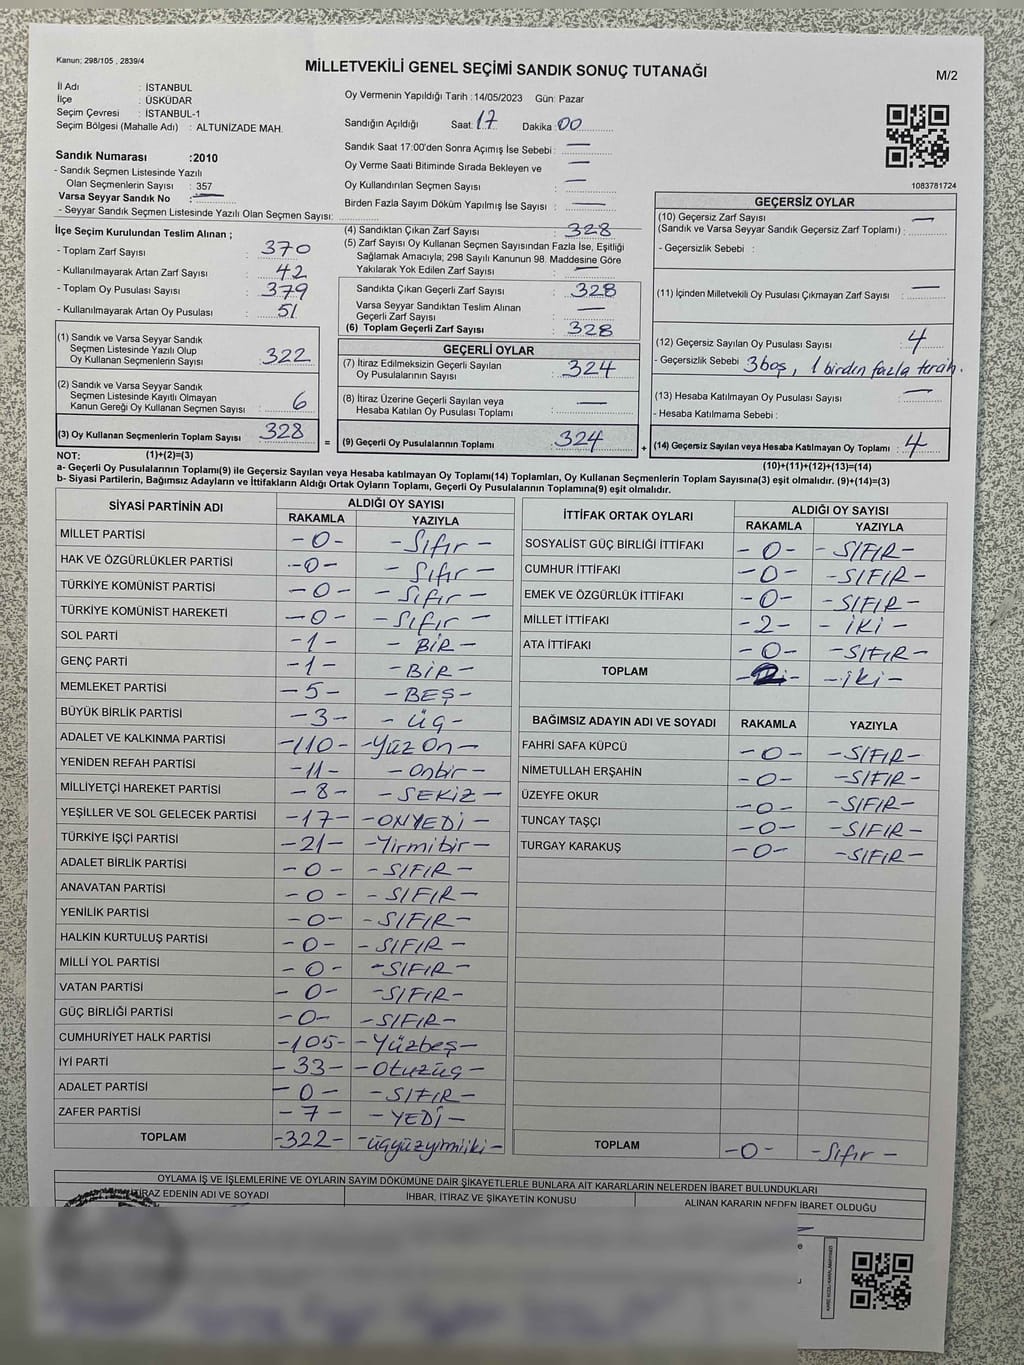 Kanun; 298/105 , 2839/4
MİLLETVEKİLİ GENEL SEÇİMİ SANDIK SONUÇ TUTANAĞI
M/2
İl Adı : İSTANBUL
İlçe : ÜSKÜDAR
Seçim Çevresi : İSTANBUL-1
Seçim Bölgesi (Mahalle Adı) : ALTUNİZADE MAH.
Oy Vermenin Yapıldığı Tarih :14/05/2023 Gün: Pazar
Sandığın Açıldığı Saat: 17 Dakika :00
Sandık Saat 17.00'den Sonra Açımış İse Sebebi : —
Oy Verme Saati Bitiminde Sırada Bekleyen ve
Oy Kullandırılan Seçmen Sayısı : —
Birden Fazla Sayım Döküm Yapılmış İse Sayısı : —
1083781724
Sandık Numarası :2010
- Sandık Seçmen Listesinde Yazılı
Olan Seçmenlerin Sayısı : 357
Varsa Seyyar Sandık No : —
- Seyyar Sandık Seçmen Listesinde Yazılı Olan Seçmen Sayısı:
İlçe Seçim Kurulundan Teslim Alınan ;
- Toplam Zarf Sayısı : 370
- Kullanılmayarak Artan Zarf Sayısı : 42
- Toplam Oy Pusulası Sayısı : 379
- Kullanılmayarak Artan Oy Pusulası : 51
(1) Sandık ve Varsa Seyyar Sandık
Seçmen Listesinde Yazılı Olup
Oy Kullanan Seçmenlerin Sayısı : 322
(2) Sandık ve Varsa Seyyar Sandık
Seçmen Listesinde Kayıtlı Olmayan
Kanun Gereği Oy Kullanan Seçmen Sayısı : 6
(3) Oy Kullanan Seçmenlerin Toplam Sayısı : 328
(4) Sandıktan Çıkan Zarf Sayısı : 328
(5) Zarf Sayısı Oy Kullanan Seçmen Sayısından Fazla İse, Eşitliği
Sağlamak Amacıyla; 298 Sayılı Kanunun 98. Maddesine Göre
Yakılarak Yok Edilen Zarf Sayısı : —
Sandıkta Çıkan Geçerli Zarf Sayısı : 328
Varsa Seyyar Sandıktan Teslim Alınan
Geçerli Zarf Sayısı : —
(6) Toplam Geçerli Zarf Sayısı : 328
GEÇERLİ OYLAR
(7) İtiraz Edilmeksizin Geçerli Sayılan
Oy Pusulalarının Sayısı : 324
(8) İtiraz Üzerine Geçerli Sayılan veya
Hesaba Katılan Oy Pusulası Toplamı : —
= (9) Geçerli Oy Pusulalarının Toplamı : 324
GEÇERSİZ OYLAR
(10) Geçersiz Zarf Sayısı —
(Sandık ve Varsa Seyyar Sandık Geçersiz Zarf Toplamı) :
- Geçersizlik Sebebi :
(11) İçinden Milletvekili Oy Pusulası Çıkmayan Zarf Sayısı : —
(12) Geçersiz Sayılan Oy Pusulası Sayısı : 4
- Geçersizlik Sebebi : 3 boş, 1 birden fazla tercih.
(13) Hesaba Katılmayan Oy Pusulası Sayısı : —
- Hesaba Katılmama Sebebi :
+ (14) Geçersiz Sayılan veya Hesaba Katılmayan Oy Toplamı : 4
NOT: (1)+(2)=(3)
(10)+(11)+(12)+(13)=(14)
a- Geçerli Oy Pusulalarının Toplamı(9) ile Geçersiz Sayılan veya Hesaba katılmayan Oy Toplamı(14) Toplamları, Oy Kullanan Seçmenlerin Toplam Sayısına(3) eşit olmalıdır. (9)+(14)=(3)
b- Siyasi Partilerin, Bağımsız Adayların ve İttifakların Aldığı Ortak Oyların Toplamı, Geçerli Oy Pusulalarının Toplamına(9) eşit olmalıdır.
SİYASİ PARTİNİN ADI ALDIĞI OY SAYISI
RAKAMLA YAZIYLA
MİLLET PARTİSİ -0- -Sıfır-
HAK VE ÖZGÜRLÜKLER PARTİSİ -0- -Sıfır-
TÜRKİYE KOMÜNİST PARTİSİ -0- -Sıfır-
TÜRKİYE KOMÜNİST HAREKETİ -0- -Sıfır-
SOL PARTİ -1- -BİR-
GENÇ PARTİ -1- -BİR-
MEMLEKET PARTİSİ -5- -BEŞ-
BÜYÜK BİRLİK PARTİSİ -3- -ÜÇ-
ADALET VE KALKINMA PARTİSİ -110- -Yüz On-
YENİDEN REFAH PARTİSİ -11- -Onbir-
MİLLİYETÇİ HAREKET PARTİSİ -8- -SEKİZ-
YEŞİLLER VE SOL GELECEK PARTİSİ -17- -ONYEDİ-
TÜRKİYE İŞÇİ PARTİSİ -21- -Yirmibir-
ADALET BİRLİK PARTİSİ -0- -SIFIR-
ANAVATAN PARTİSİ -0- -SIFIR-
YENİLİK PARTİSİ -0- -SIFIR-
HALKIN KURTULUŞ PARTİSİ -0- -SIFIR-
MİLLİ YOL PARTİSİ -0- -SIFIR-
VATAN PARTİSİ -0- -SIFIR-
GÜÇ BİRLİĞİ PARTİSİ -0- -SIFIR-
CUMHURİYET HALK PARTİSİ -105- -Yüzbeş-
İYİ PARTİ -33- -Otuzüç-
ADALET PARTİSİ -0- -SIFIR-
ZAFER PARTİSİ -7- -YEDİ-
TOPLAM -322- -üçyüzyirmiiki-
İTTİFAK ORTAK OYLARI ALDIĞI OY SAYISI
RAKAMLA YAZIYLA
SOSYALİST GÜÇ BİRLİĞİ İTTİFAKI -0- -SIFIR-
CUMHUR İTTİFAKI -0- -SIFIR-
EMEK VE ÖZGÜRLÜK İTTİFAKI -0- -SIFIR-
MİLLET İTTİFAKI -2- -İKİ-
ATA İTTİFAKI -0- -SIFIR-
TOPLAM -2- -İKİ-
BAĞIMSIZ ADAYIN ADI VE SOYADI RAKAMLA YAZIYLA
FAHRİ SAFA KÜPCÜ -0- -SIFIR-
NİMETULLAH ERŞAHİN -0- -SIFIR-
ÜZEYFE OKUR -0- -SIFIR-
TUNCAY TAŞÇI -0- -SIFIR-
TURGAY KARAKUŞ -0- -SIFIR-
TOPLAM -0- -Sıfır-
OYLAMA İŞ VE İŞLEMLERİNE VE OYLARIN SAYIM DÖKÜMÜNE DAİR ŞİKAYETLERLE BUNLARA AİT KARARLARIN NELERDEN İBARET BULUNDUKLARI
İTİRAZ EDENİN ADI VE SOYADI İHBAR, İTİRAZ VE ŞİKAYETİN KONUSU ALINAN KARARIN NEDEN İBARET OLDUĞU